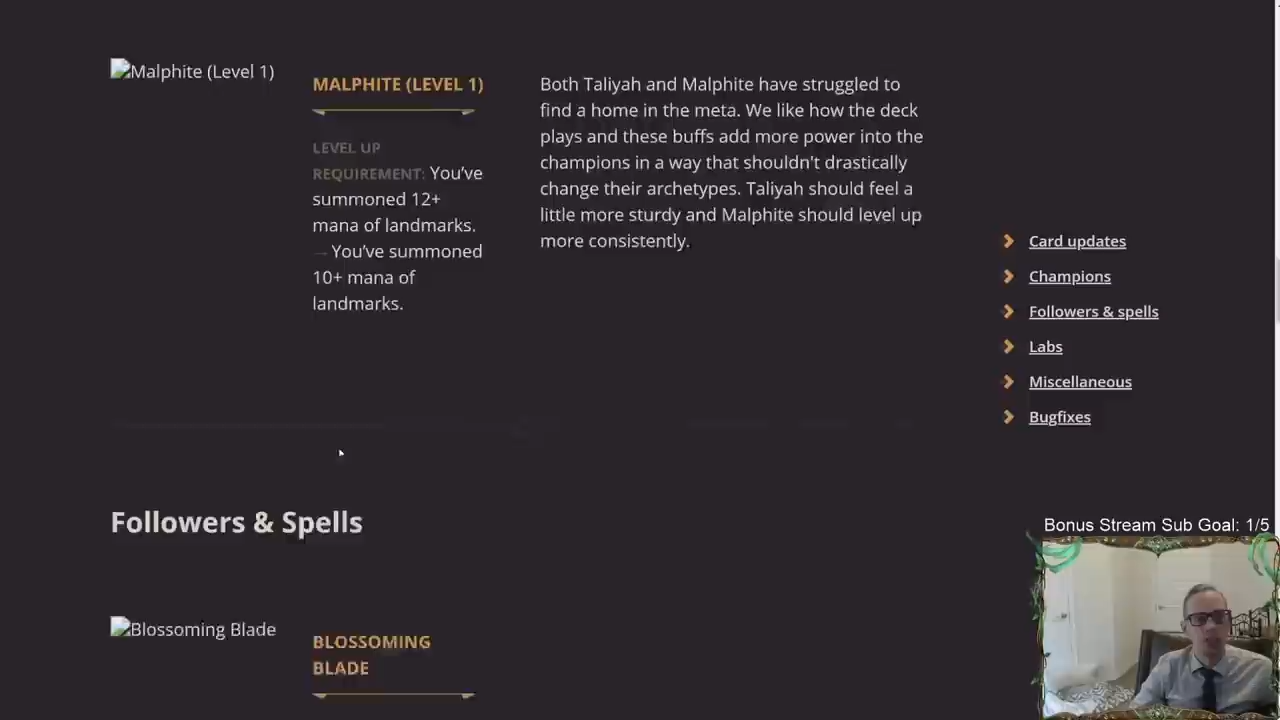 Malphite (Level 1)
MALPHITE (LEVEL 1)
LEVEL UP
REQUIREMENT: You've
summoned 12+
mana of landmarks.
→ You've summoned
10+ mana of
landmarks.
Both Taliyah and Malphite have struggled to
find a home in the meta. We like how the deck
plays and these buffs add more power into the
champions in a way that shouldn't drastically
change their archetypes. Taliyah should feel a
little more sturdy and Malphite should level up
more consistently.
Card updates
Champions
Followers & spells
Labs
Miscellaneous
Bugfixes
Followers & Spells
Bonus Stream Sub Goal: 1/5
Blossoming Blade
BLOSSOMING
BLADE